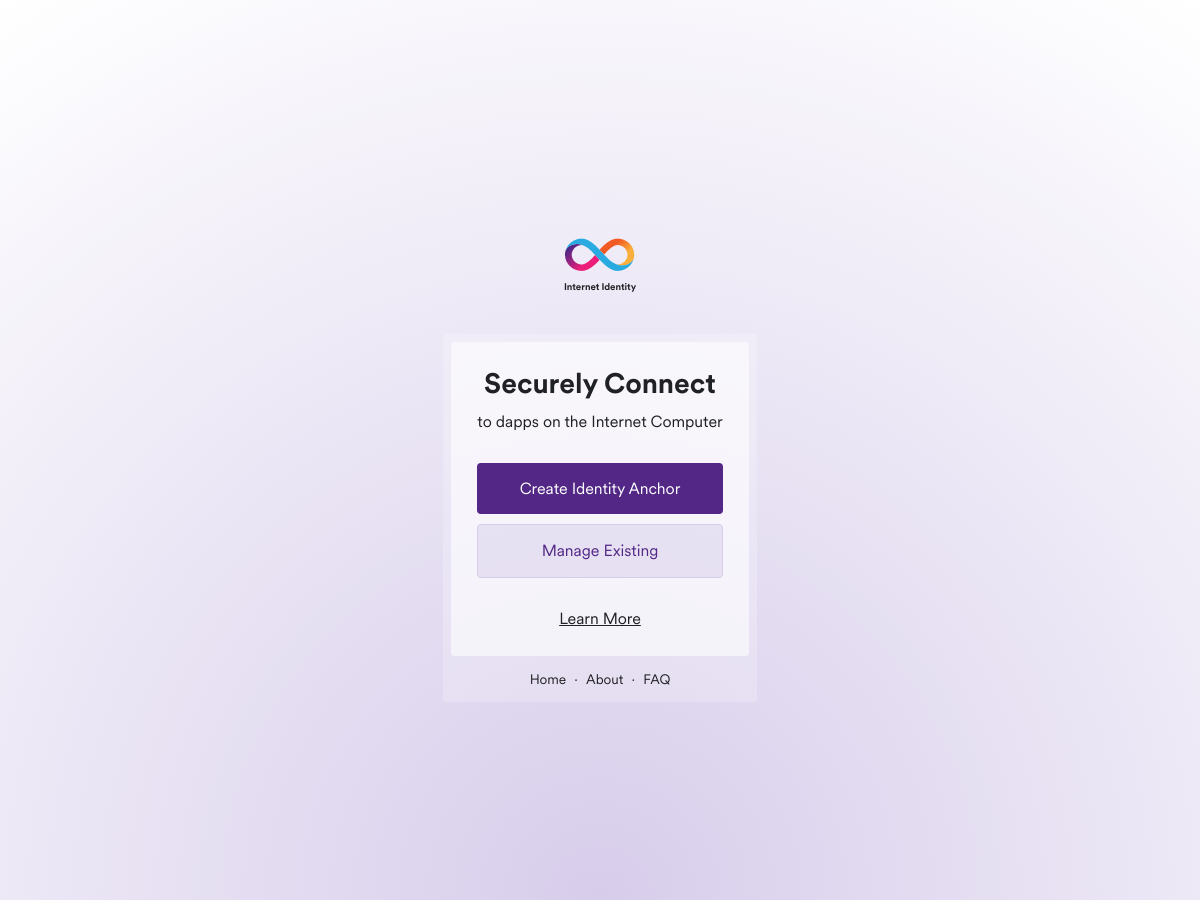 Internet Identity
Securely Connect
to dapps on the Internet Computer
Create Identity Anchor
Manage Existing
Learn More
Home · About · FAQ